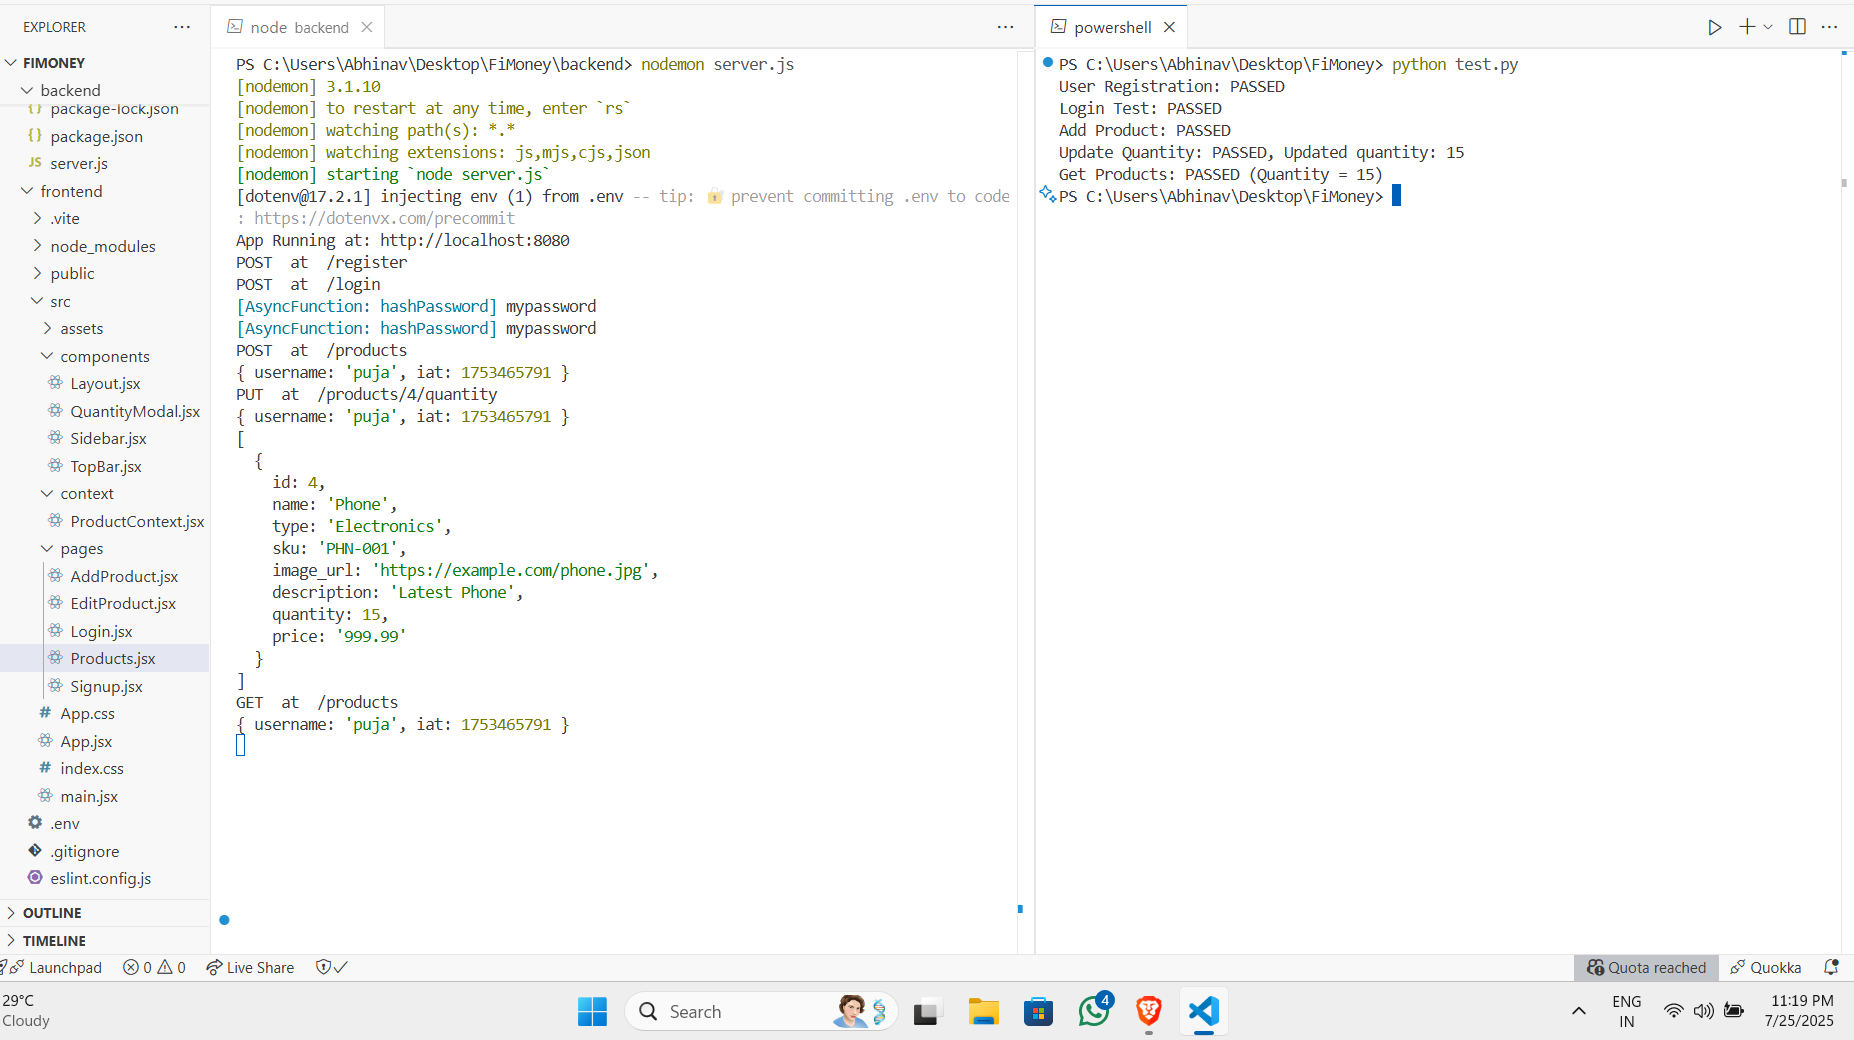 EXPLORER
FIMONEY
backend
package-lock.json
package.json
JS server.js
frontend
.vite
node_modules
public
src
assets
components
Layout.jsx
QuantityModal.jsx
Sidebar.jsx
TopBar.jsx
context
ProductContext.jsx
pages
AddProduct.jsx
EditProduct.jsx
Login.jsx
Products.jsx
Signup.jsx
# App.css
App.jsx
# index.css
main.jsx
.env
.gitignore
eslint.config.js
OUTLINE
TIMELINE
node backend
PS C:\Users\Abhinav\Desktop\FiMoney\backend> nodemon server.js
[nodemon] 3.1.10
[nodemon] to restart at any time, enter `rs`
[nodemon] watching path(s): *.*
[nodemon] watching extensions: js,mjs,cjs,json
[nodemon] starting `node server.js`
[dotenv@17.2.1] injecting env (1) from .env -- tip: 🔐 prevent committing .env to code
: https://dotenvx.com/precommit
App Running at: http://localhost:8080
POST at /register
POST at /login
[AsyncFunction: hashPassword] mypassword
[AsyncFunction: hashPassword] mypassword
POST at /products
{ username: 'puja', iat: 1753465791 }
PUT at /products/4/quantity
{ username: 'puja', iat: 1753465791 }
[
{
id: 4,
name: 'Phone',
type: 'Electronics',
sku: 'PHN-001',
image_url: 'https://example.com/phone.jpg',
description: 'Latest Phone',
quantity: 15,
price: '999.99'
}
]
GET at /products
{ username: 'puja', iat: 1753465791 }
powershell
PS C:\Users\Abhinav\Desktop\FiMoney> python test.py
User Registration: PASSED
Login Test: PASSED
Add Product: PASSED
Update Quantity: PASSED, Updated quantity: 15
Get Products: PASSED (Quantity = 15)
PS C:\Users\Abhinav\Desktop\FiMoney>
Launchpad 0 0 Live Share
Quota reached Quokka
29°C
Cloudy
Search
4
ENG
IN
11:19 PM
7/25/2025